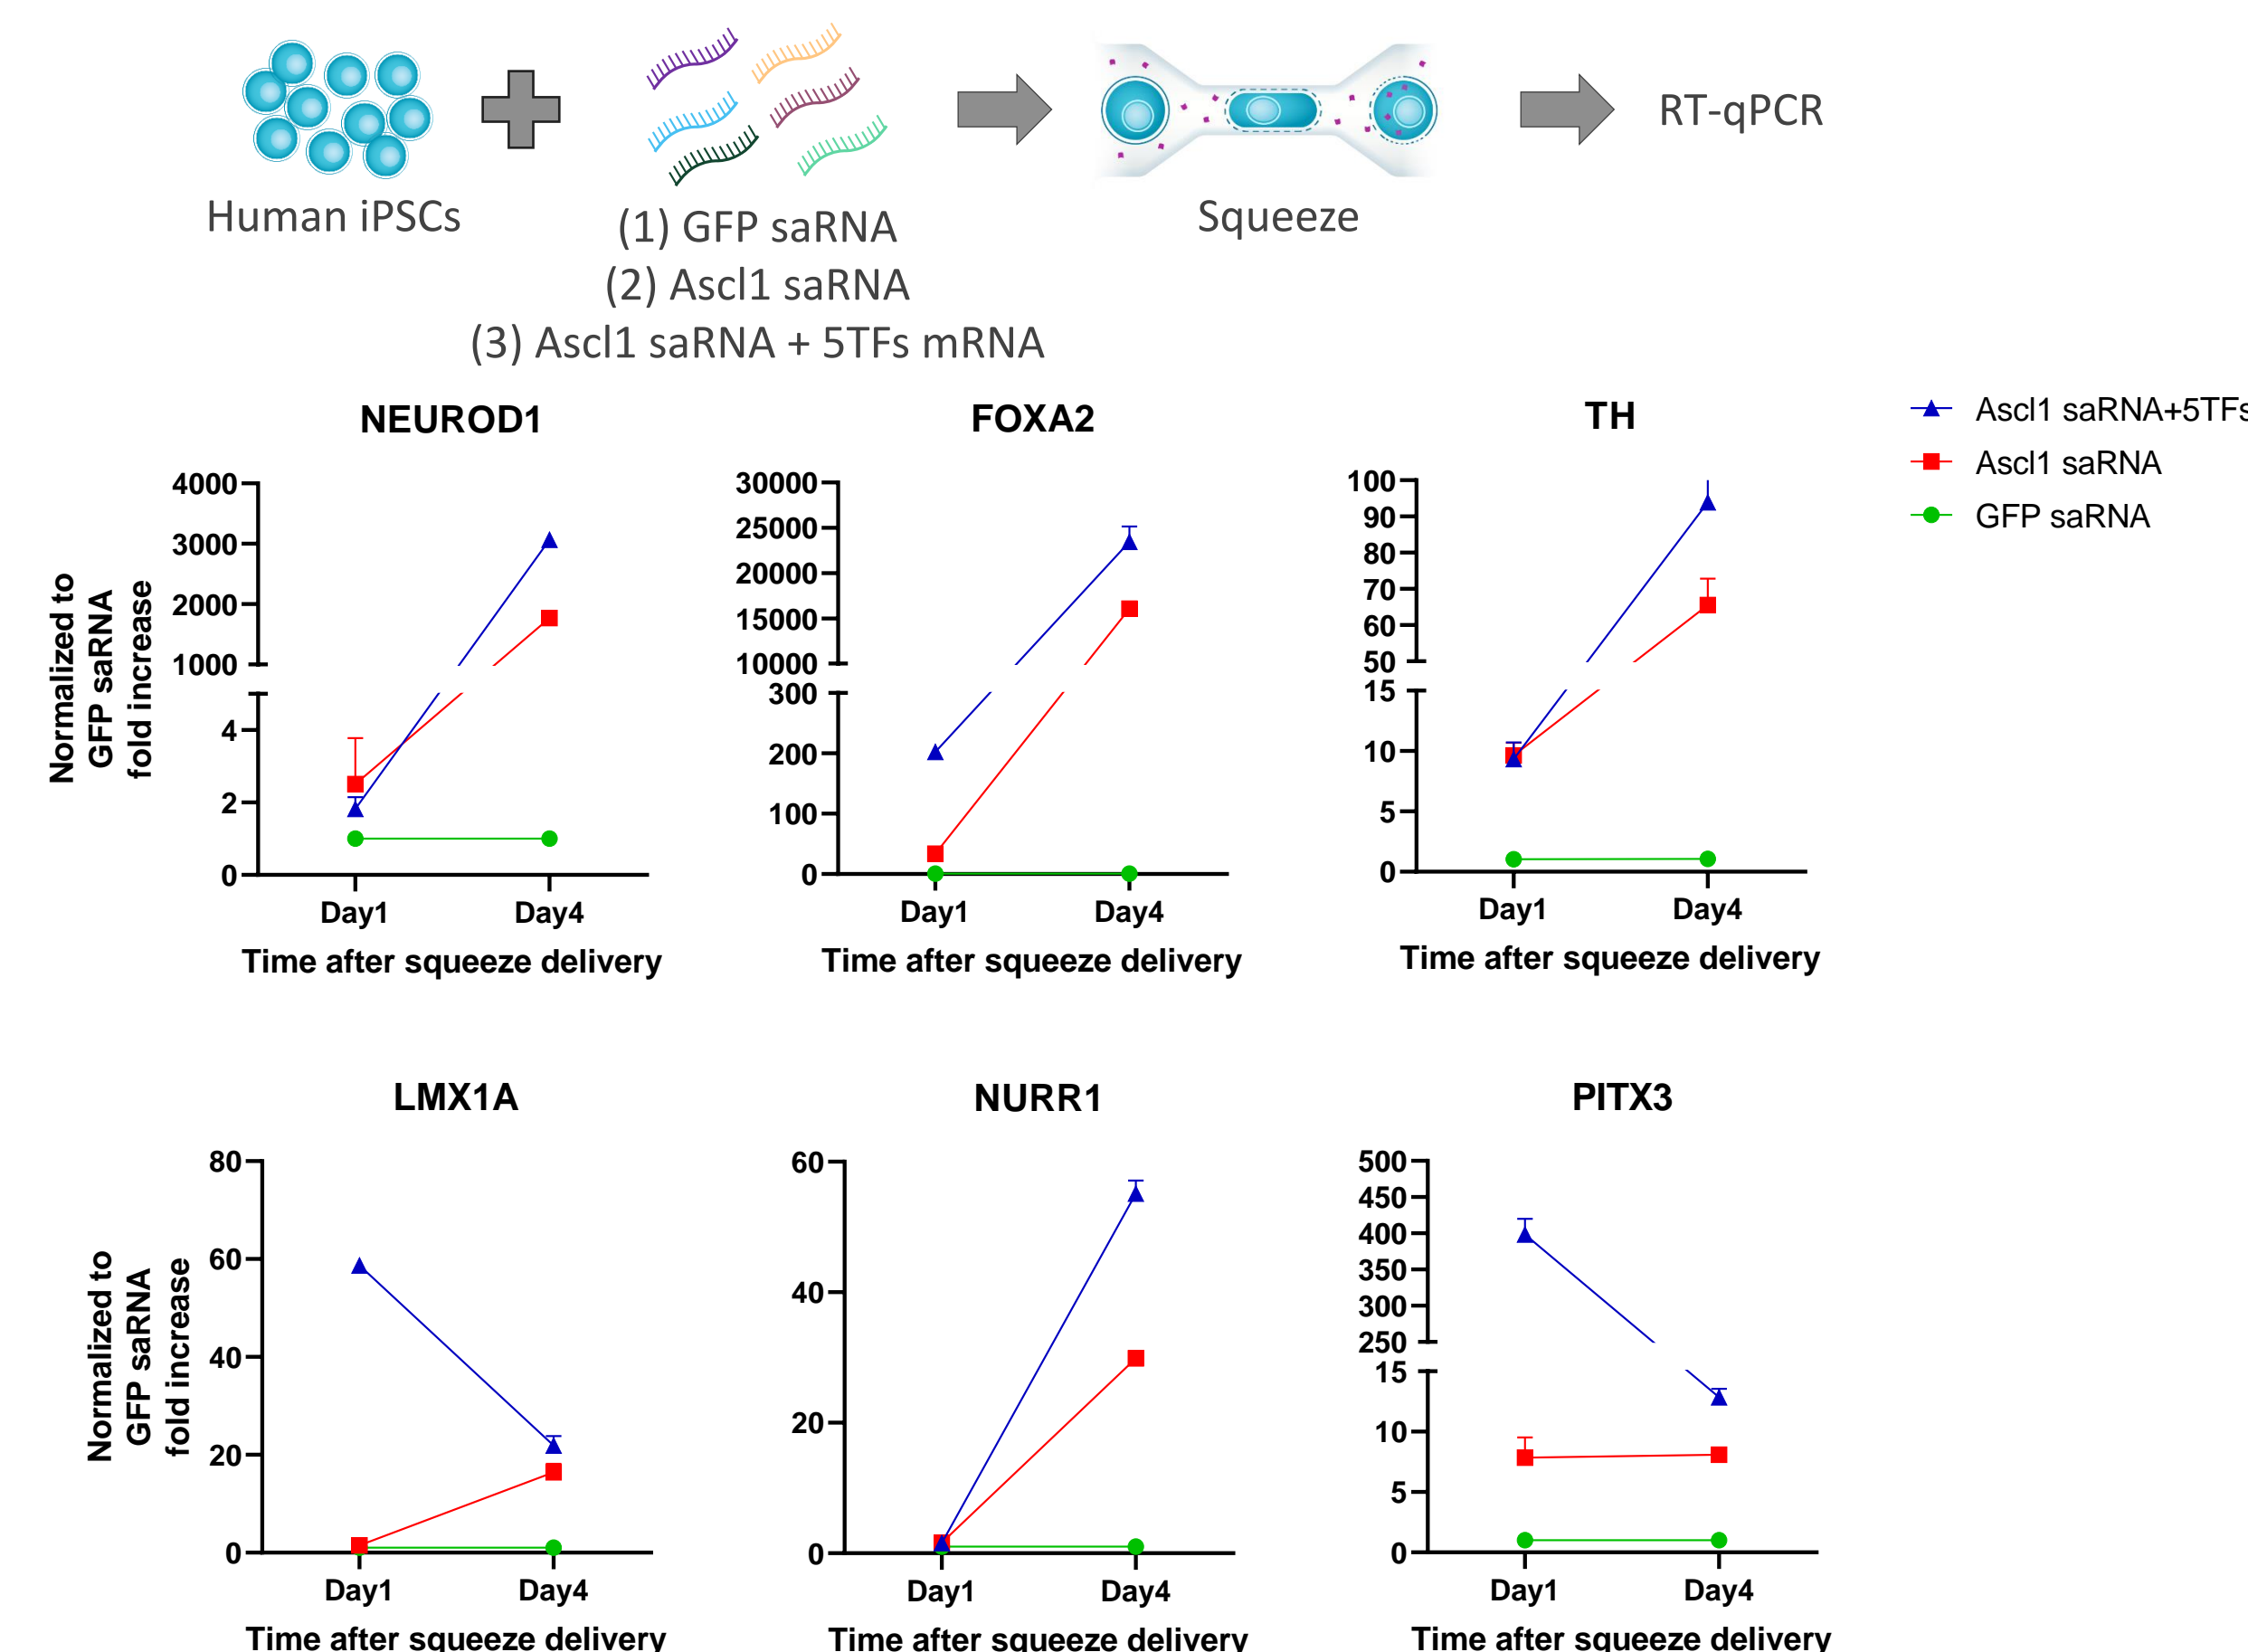 Human iPSCs
(1) GFP saRNA
(2) Ascl1 saRNA
(3) Ascl1 saRNA + 5TFs mRNA
Squeeze
RT-qPCR
NEUROD1
Normalized to
GFP saRNA
fold increase
4000
3000
2000
1000
4
2
0
Day1 Day4
Time after squeeze delivery
FOXA2
30000
25000
20000
15000
10000
300
200
100
0
Day1 Day4
Time after squeeze delivery
TH
100
90
80
70
60
50
15
10
5
0
Day1 Day4
Time after squeeze delivery
Ascl1 saRNA+5TFs
Ascl1 saRNA
GFP saRNA
LMX1A
Normalized to
GFP saRNA
fold increase
80
60
40
20
0
Day1 Day4
Time after squeeze delivery
NURR1
60
40
20
0
Day1 Day4
Time after squeeze delivery
PITX3
500
450
400
350
300
250
15
10
5
0
Day1 Day4
Time after squeeze delivery